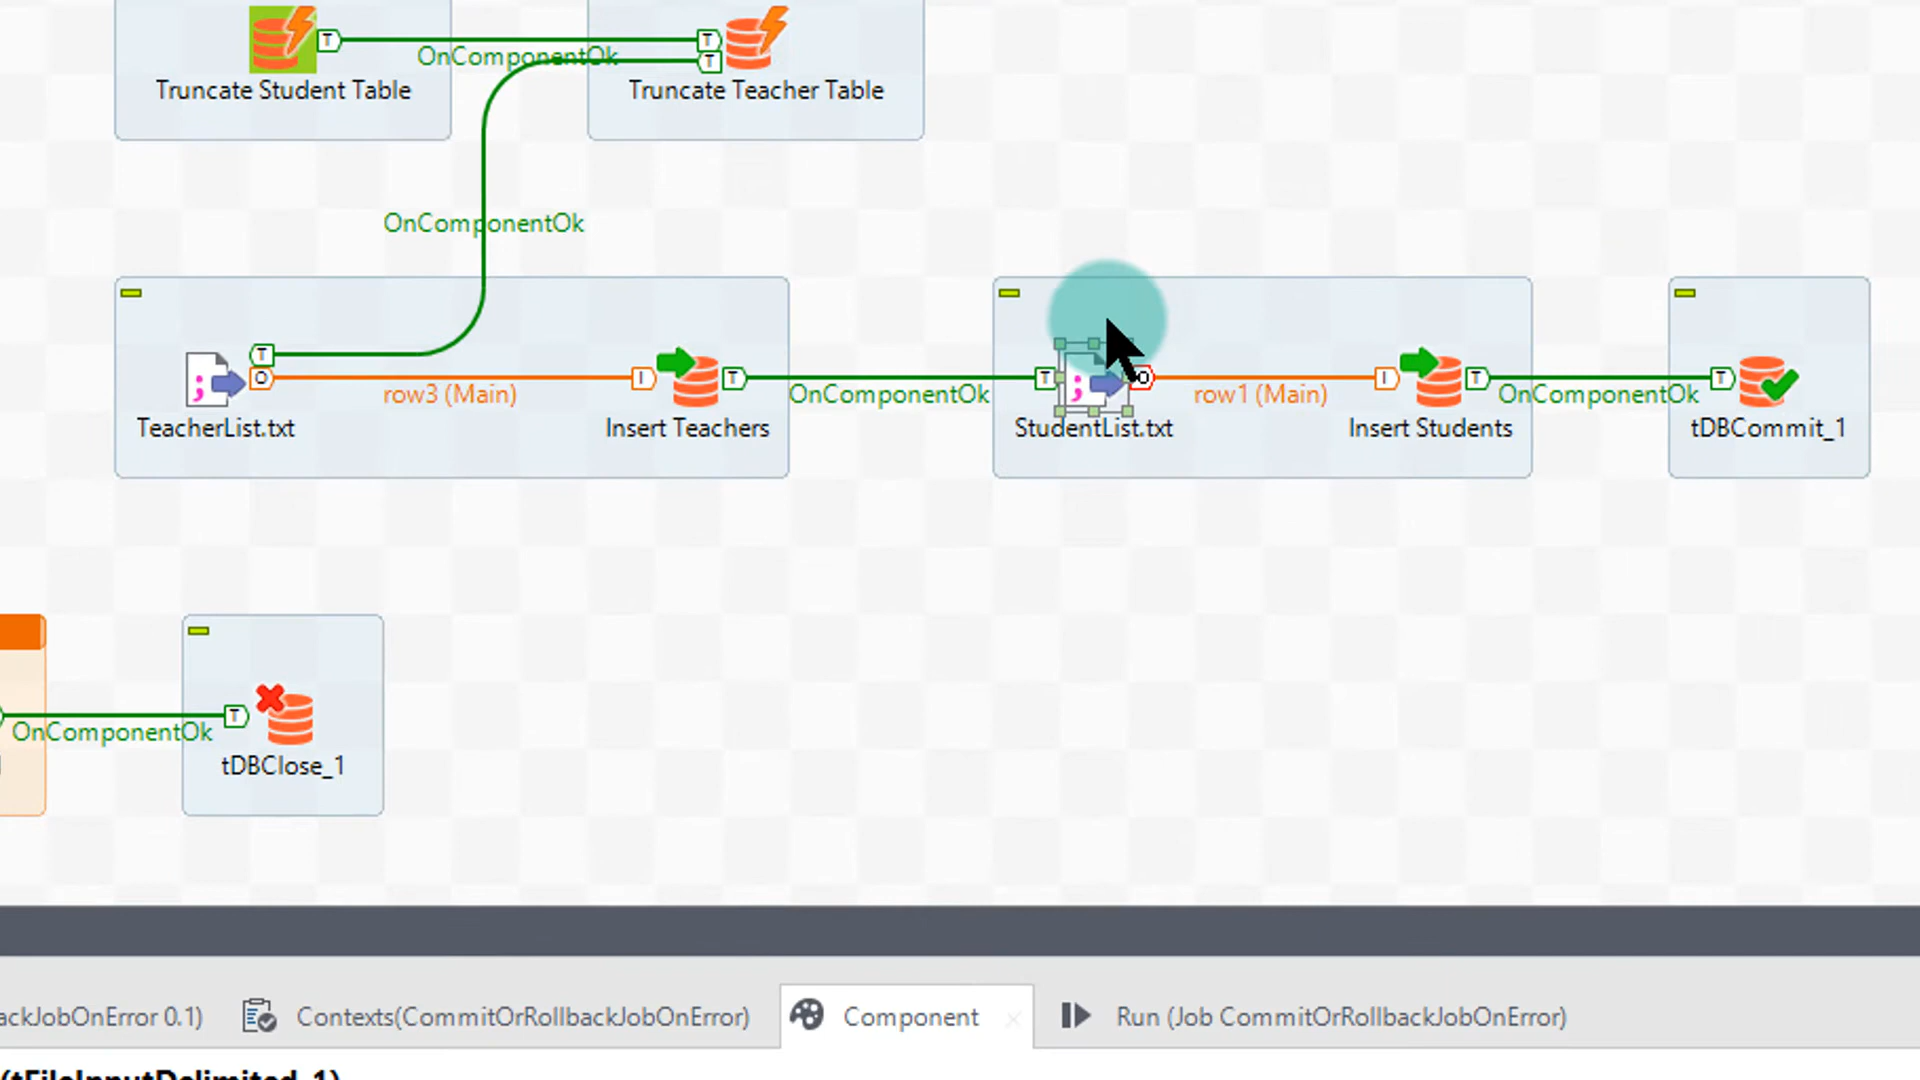 T
OnComponentOk
T
T
Truncate Student Table
Truncate Teacher Table
OnComponentOk
T
O
row3 (Main)
I
T
OnComponentOk
T
O
row1 (Main)
I
T
OnComponentOk
T
TeacherList.txt
Insert Teachers
StudentList.txt
Insert Students
tDBCommit_1
OnComponentOk
T
tDBClose_1
ackJobOnError 0.1)
Contexts(CommitOrRollbackJobOnError)
Component
Run (Job CommitOrRollbackJobOnError)
(tFileInputDelimited_1)